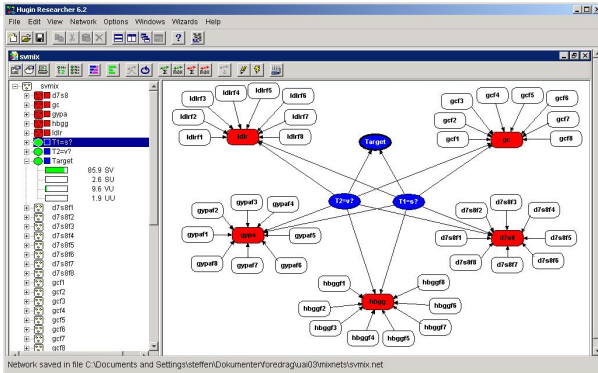 Hugin Researcher 6.2
File Edit View Network Options Windows Wizards Help
svmix
svmix
d7s8
gc
gypa
hbgg
ldlr
T1=s?
T2=v?
Target
85.9 SV
2.6 SU
9.6 VU
1.9 UU
d7s8f1
d7s8f2
d7s8f3
d7s8f4
d7s8f5
d7s8f6
d7s8f7
d7s8f8
gcf1
gcf2
gcf3
gcf4
gcf5
gcf6
gcf7
gcf8
ldlrf4 ldlrf5
ldlrf3 ldlrf6
ldlrf2 ldlrf7
ldlrf1 ldlr ldlrf8
gcf4 gcf5
gcf3 gcf6
gcf2 gcf7
gcf1 gc gcf8
Target
T2=v? T1=s?
gypaf3 gypaf4
gypaf2
gypaf1 gypa gypaf5
gypaf8 gypaf7 gypaf6
d7s8f3
d7s8f2 d7s8f4
d7s8f1 d7s8 d7s8f5
d7s8f8 d7s8f7 d7s8f6
hbggf1 hbggf8
hbggf2 hbgg hbggf6
hbggf3 hbggf7
hbggf4 hbggf5
Network saved in file C:\Documents and Settings\steffen\Dokumenter\foredrag\uai03\mixnets\svmix.net